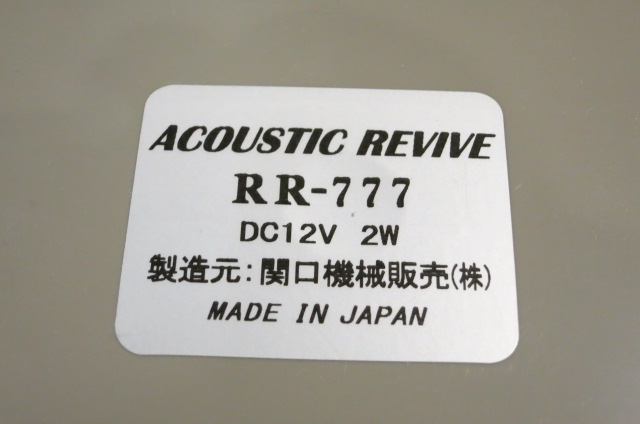 ACOUSTIC REVIVE
RR-777
DC12V 2W
製造元:関口機械販売(株)
MADE IN JAPAN